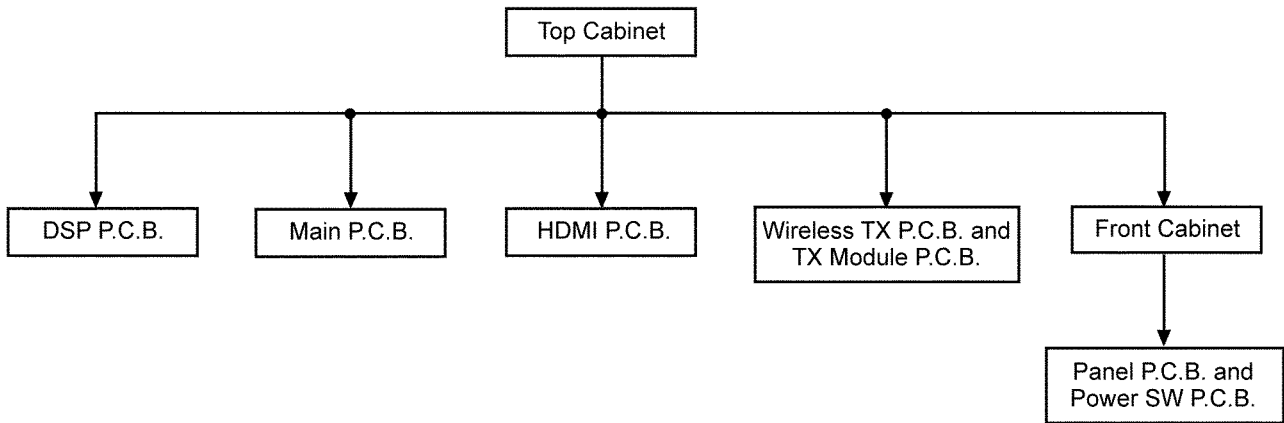 Top Cabinet
DSP P.C.B.
Main P.C.B.
HDMI P.C.B.
Wireless TX P.C.B. and
TX Module P.C.B.
Front Cabinet
Panel P.C.B. and
Power SW P.C.B.